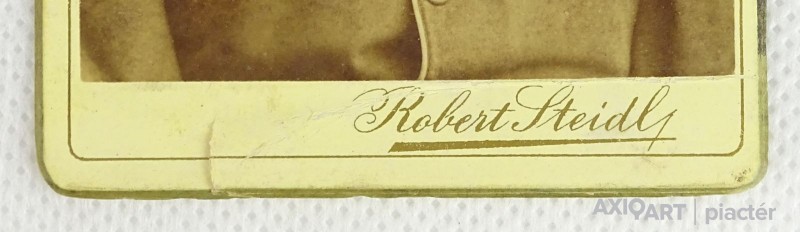 Robert Steidl
AXIOART | piactér